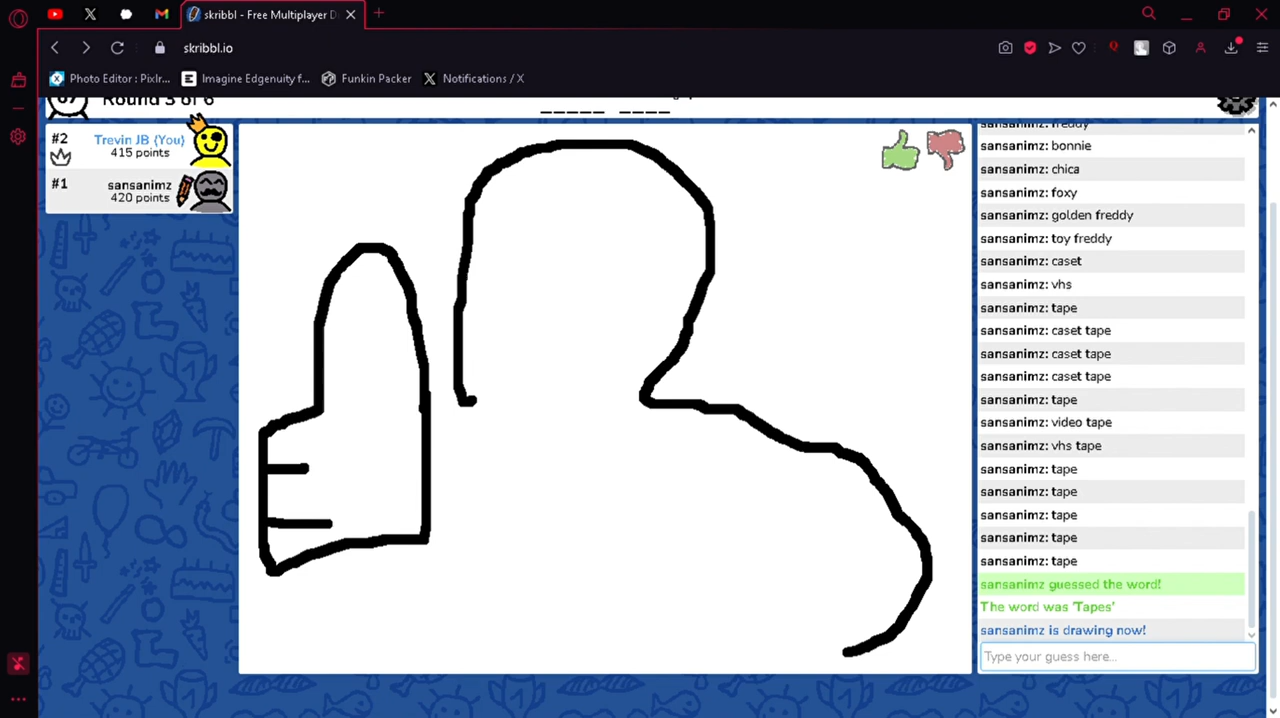 skribbl - Free Multiplayer D
skribbl.io
Photo Editor : Pixlr...
Imagine Edgenuity f...
Funkin Packer
Notifications / X
Round 3 of 6
#2
Trevin JB {You}
415 points
#1
sansanimz
420 points
sansanimz: freddy
sansanimz: bonnie
sansanimz: chica
sansanimz: foxy
sansanimz: golden freddy
sansanimz: toy freddy
sansanimz: caset
sansanimz: vhs
sansanimz: tape
sansanimz: caset tape
sansanimz: caset tape
sansanimz: caset tape
sansanimz: tape
sansanimz: video tape
sansanimz: vhs tape
sansanimz: tape
sansanimz: tape
sansanimz: tape
sansanimz: tape
sansanimz: tape
sansanimz guessed the word!
The word was 'Tapes'
sansanimz is drawing now!
Type your guess here...